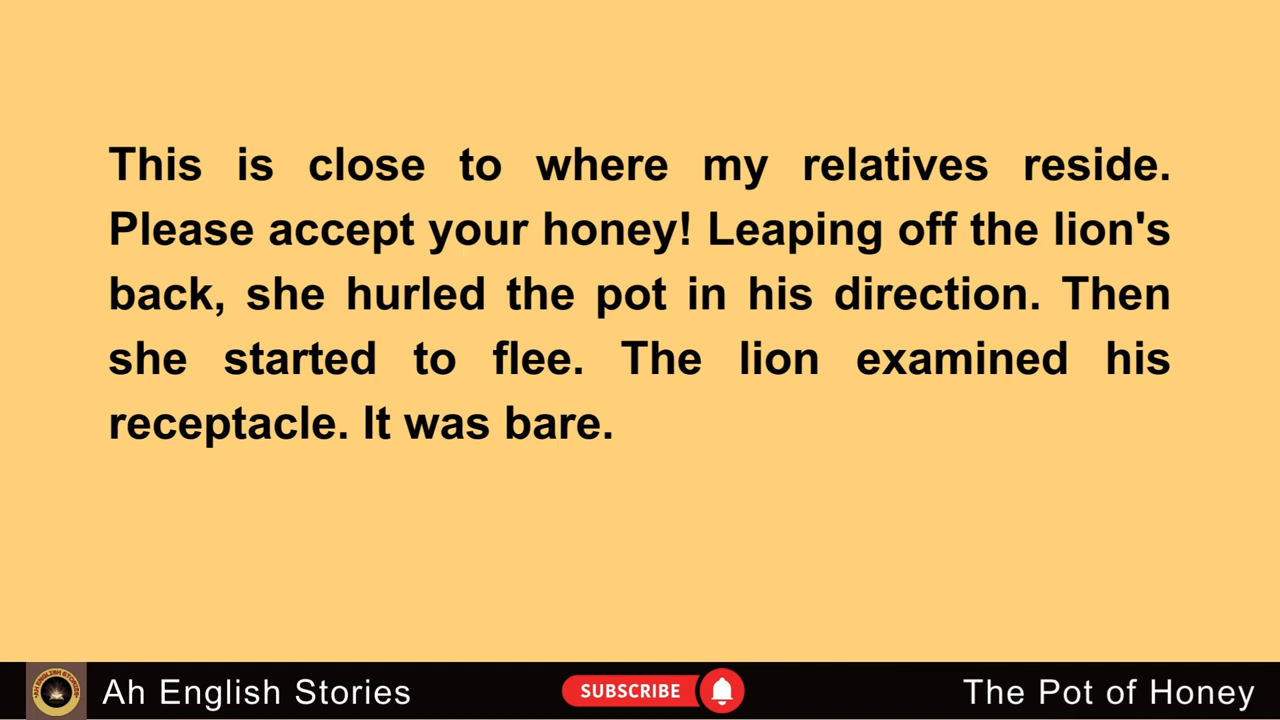 This is close to where my relatives reside.
Please accept your honey! Leaping off the lion's
back, she hurled the pot in his direction. Then
she started to flee. The lion examined his
receptacle. It was bare.
Ah English Stories
SUBSCRIBE
The Pot of Honey